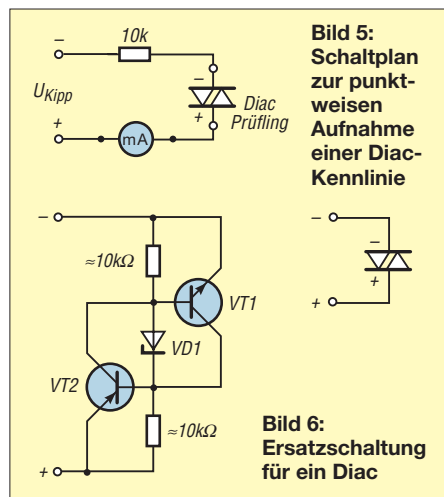 –
10k
U_Kipp
–
+
Diac
Prüfling
+
mA
Bild 5:
Schaltplan
zur punkt-
weisen
Aufnahme
einer Diac-
Kennlinie
–
≈10kΩ
VT1
VD1
VT2
≈10kΩ
+
–
–
+
+
Bild 6:
Ersatzschaltung
für ein Diac